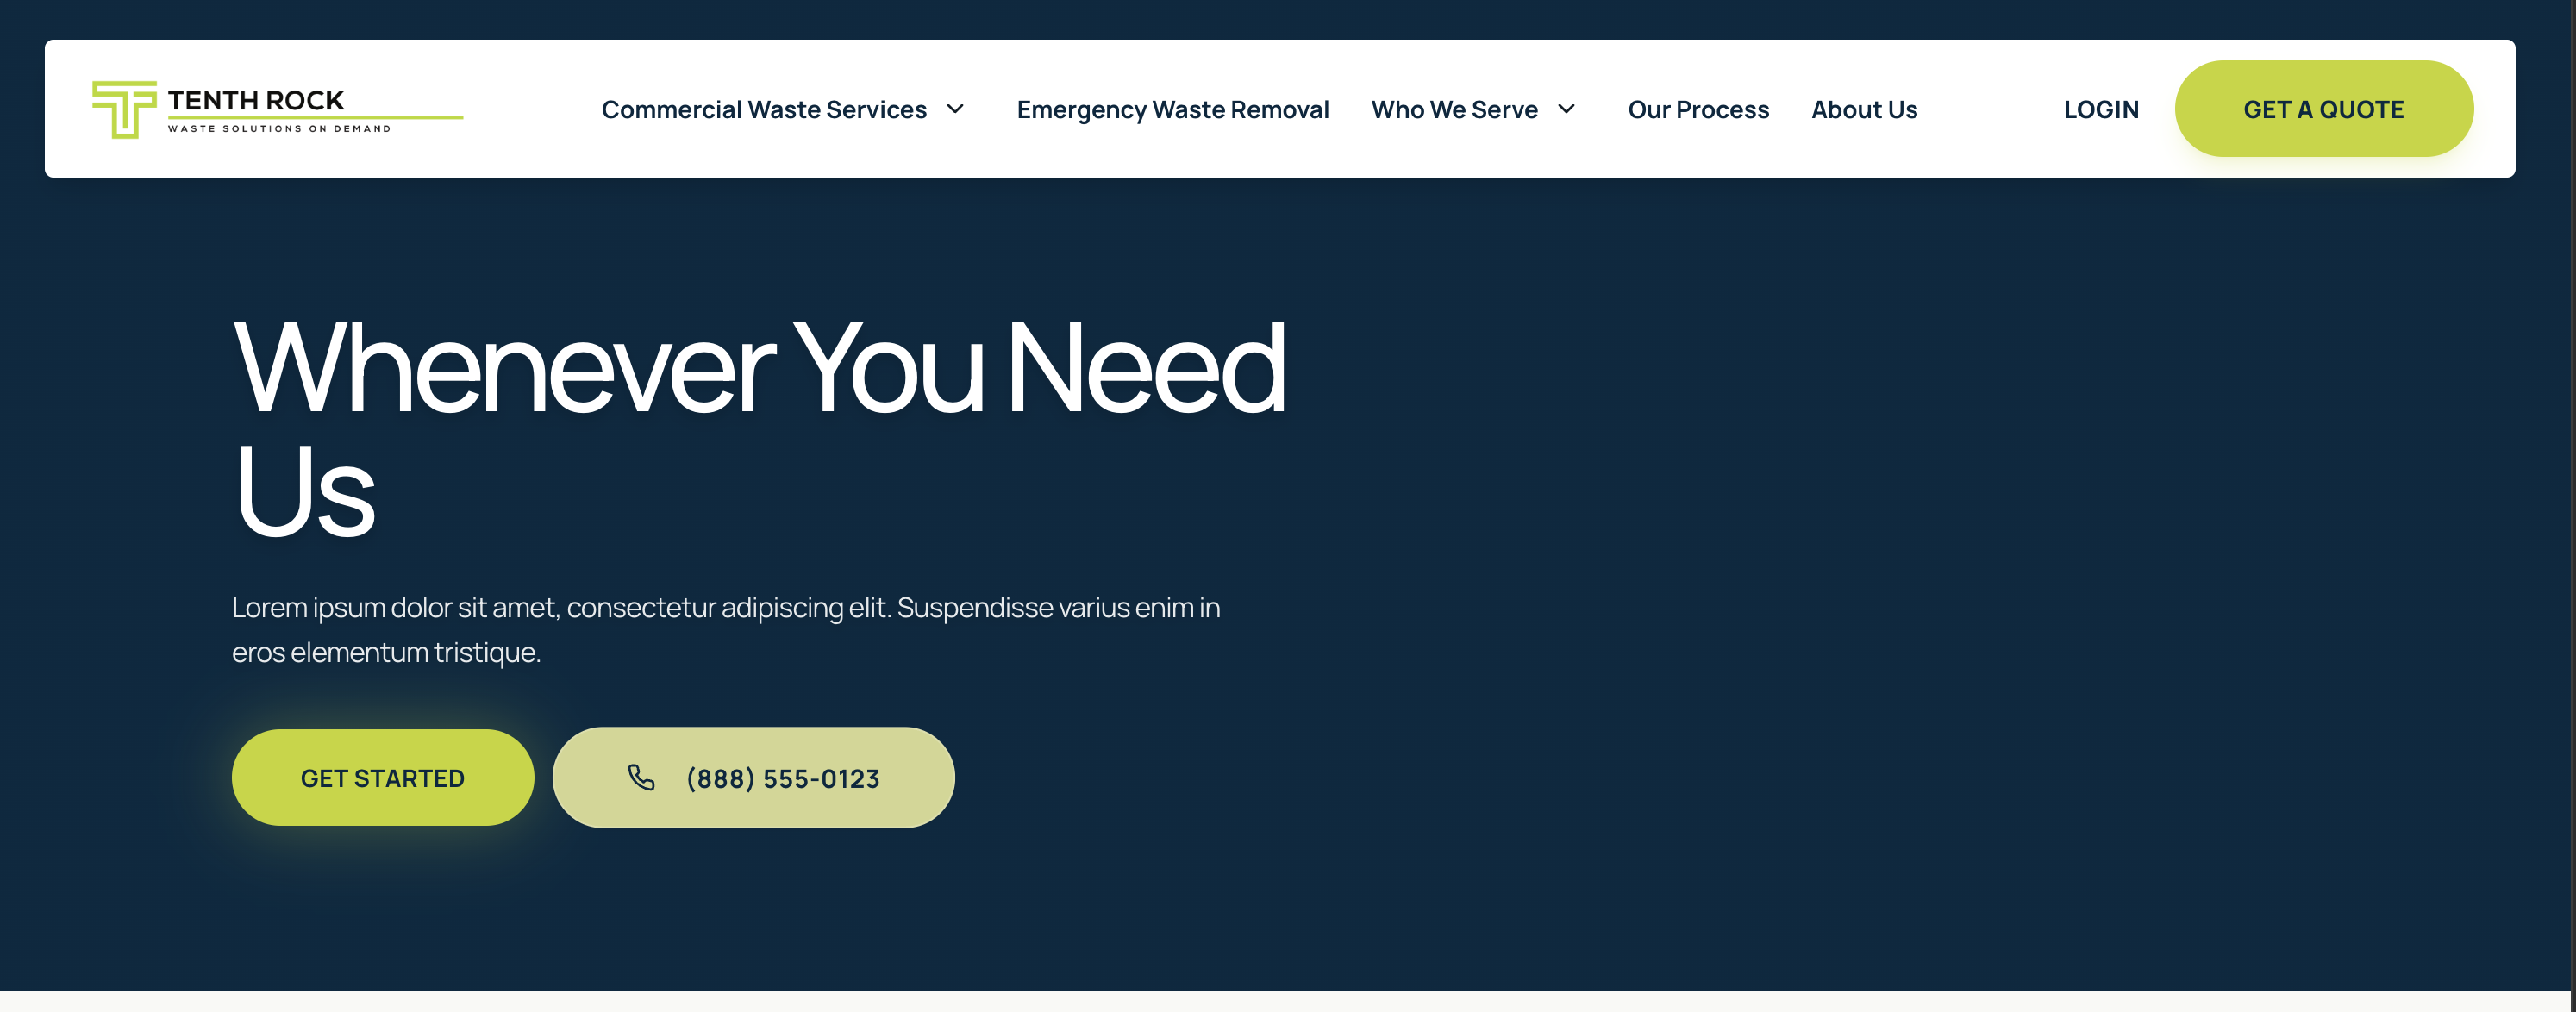 TENTH ROCK
WASTE SOLUTIONS ON DEMAND
Commercial Waste Services
Emergency Waste Removal
Who We Serve
Our Process
About Us
LOGIN
GET A QUOTE
Whenever You Need
Us
Lorem ipsum dolor sit amet, consectetur adipiscing elit. Suspendisse varius enim in
eros elementum tristique.
GET STARTED
(888) 555-0123